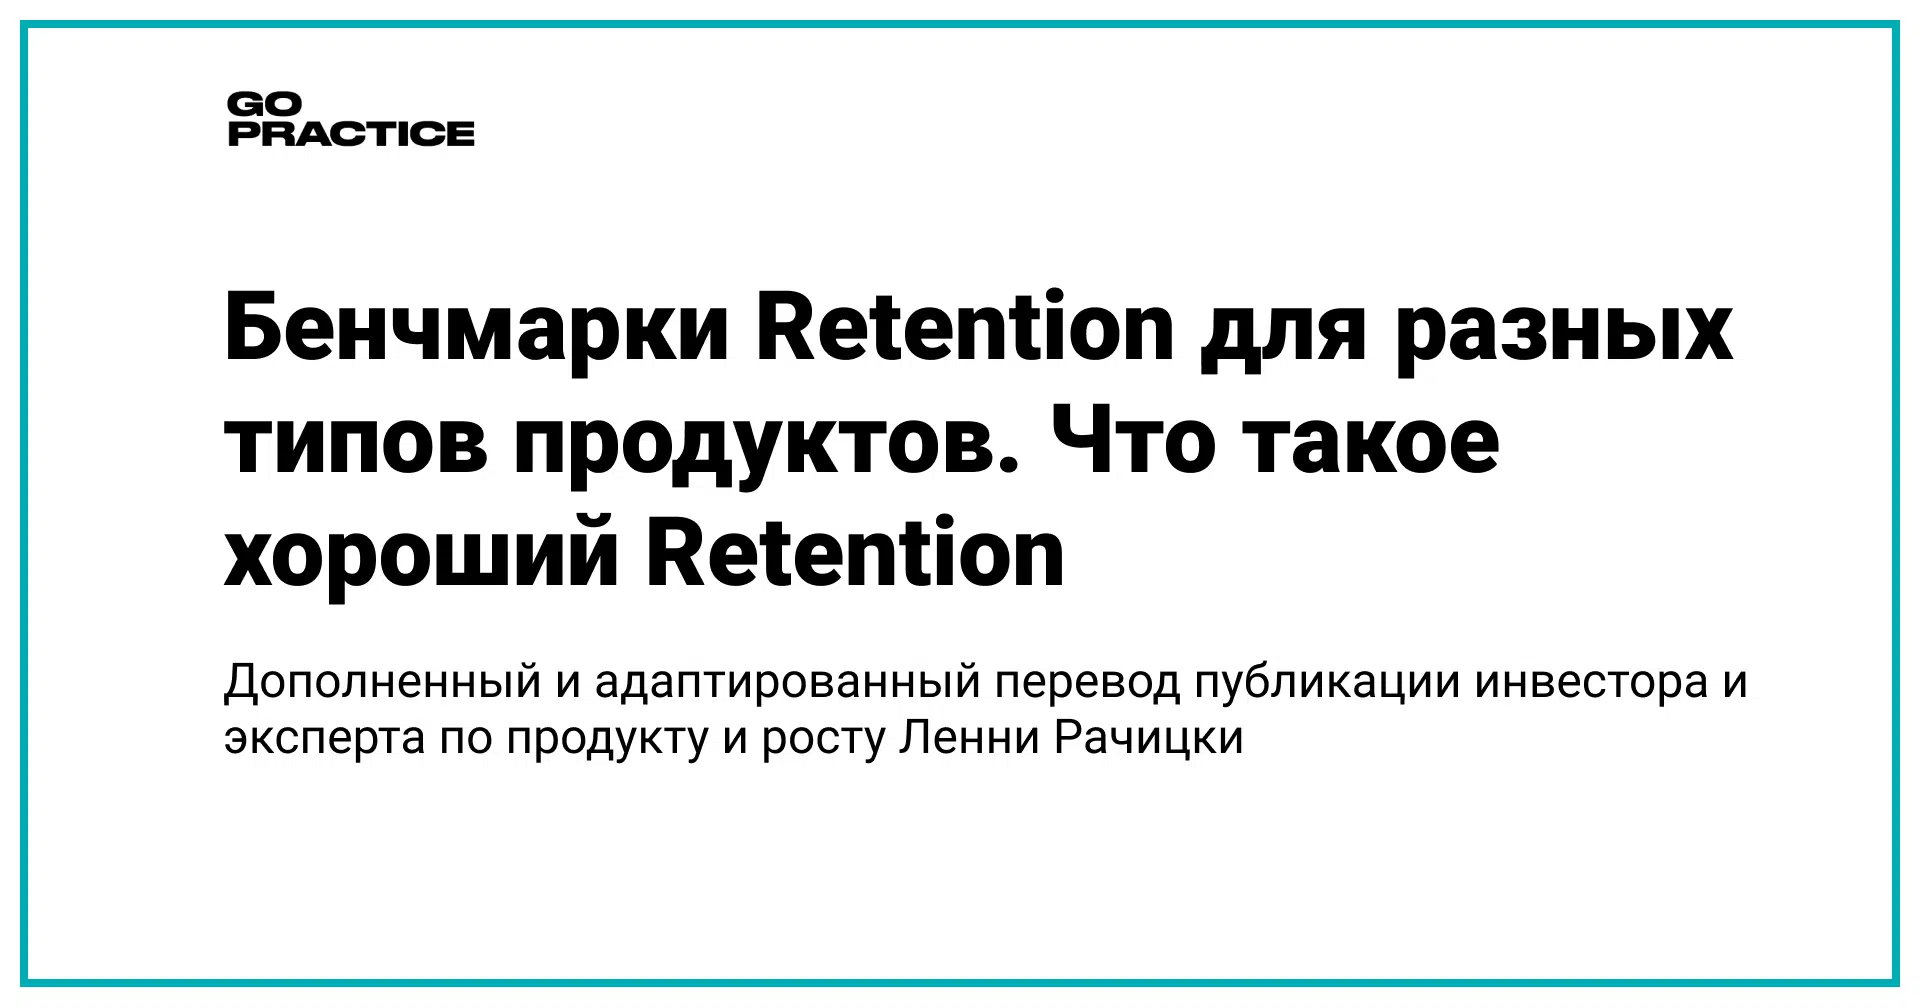 GO
PRACTICE
Бенчмарки Retention для разных
типов продуктов. Что такое
хороший Retention
Дополненный и адаптированный перевод публикации инвестора и
эксперта по продукту и росту Ленни Рачицки